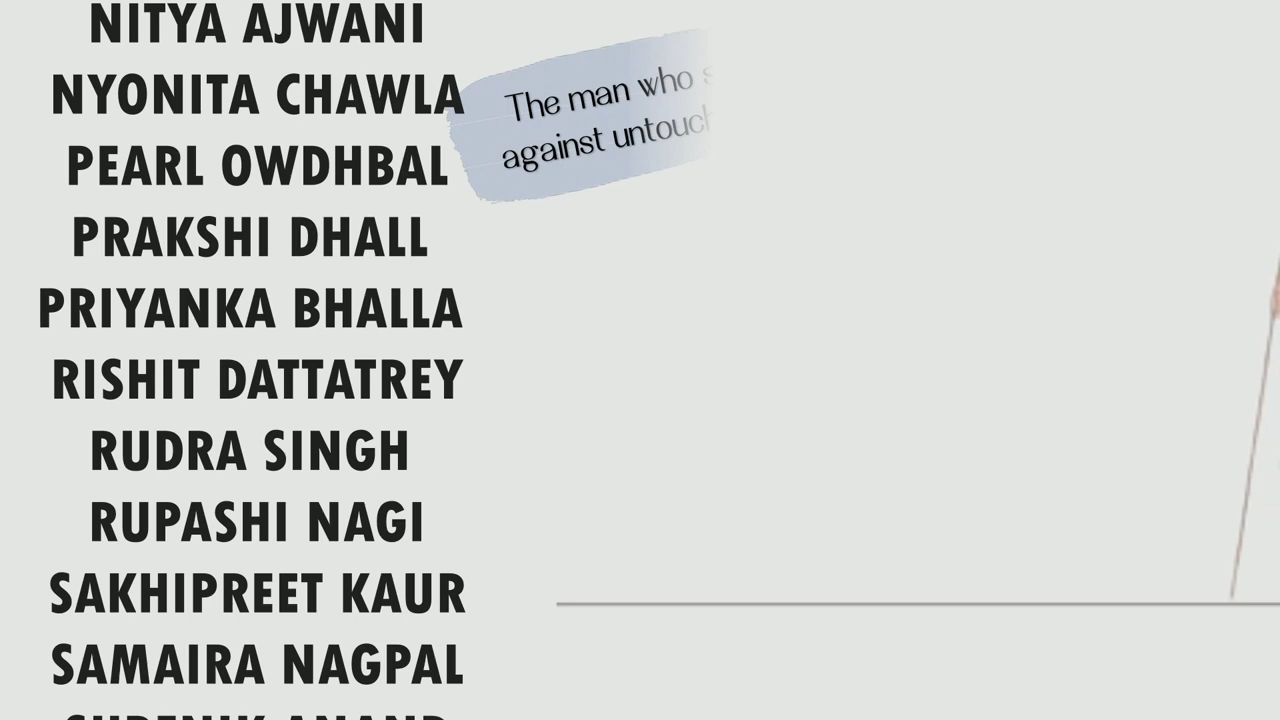 NITYA AJWANI
NYONITA CHAWLA
PEARL OWDHBAL
PRAKSHI DHALL
PRIYANKA BHALLA
RISHIT DATTATREY
RUDRA SINGH
RUPASHI NAGI
SAKHIPREET KAUR
SAMAIRA NAGPAL
The man who
against